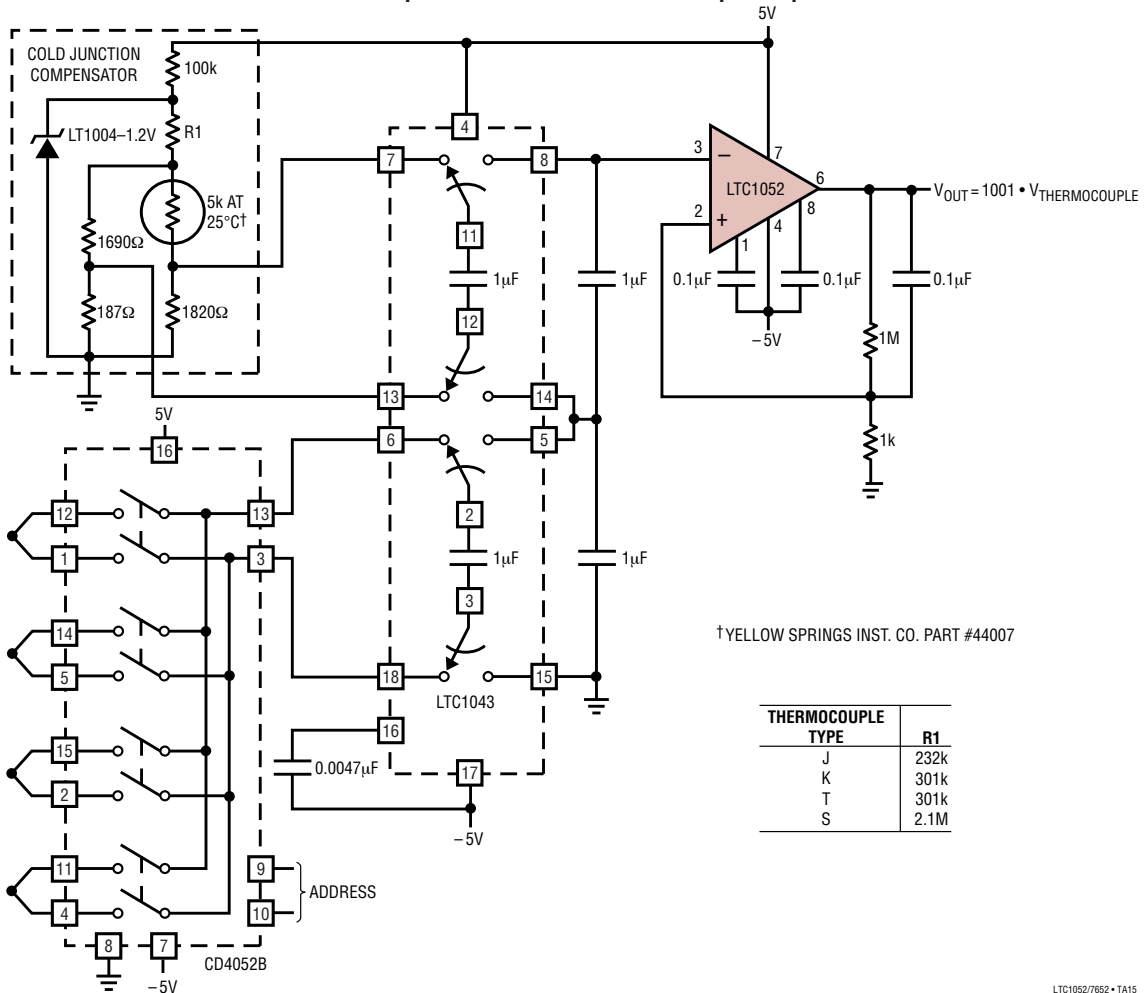 5V
COLD JUNCTION
COMPENSATOR
100k
LT1004–1.2V
R1
5k AT
25°C†
1690Ω
187Ω
1820Ω
4
7
8
11
1µF
12
13
14
6
5
2
1µF
3
18
15
LTC1043
16
17
0.0047µF
–5V
1µF
1µF
3
–
2
+
LTC1052
7
6
8
4
1
0.1µF
0.1µF
–5V
0.1µF
1M
1k
VOUT = 1001 • VTHERMOCOUPLE
5V
16
12
13
1
3
14
5
15
2
11
9
4
10
ADDRESS
8
7
CD4052B
–5V
†YELLOW SPRINGS INST. CO. PART #44007
THERMOCOUPLE
TYPE R1
J 232k
K 301k
T 301k
S 2.1M
LTC1052/7652 • TA15